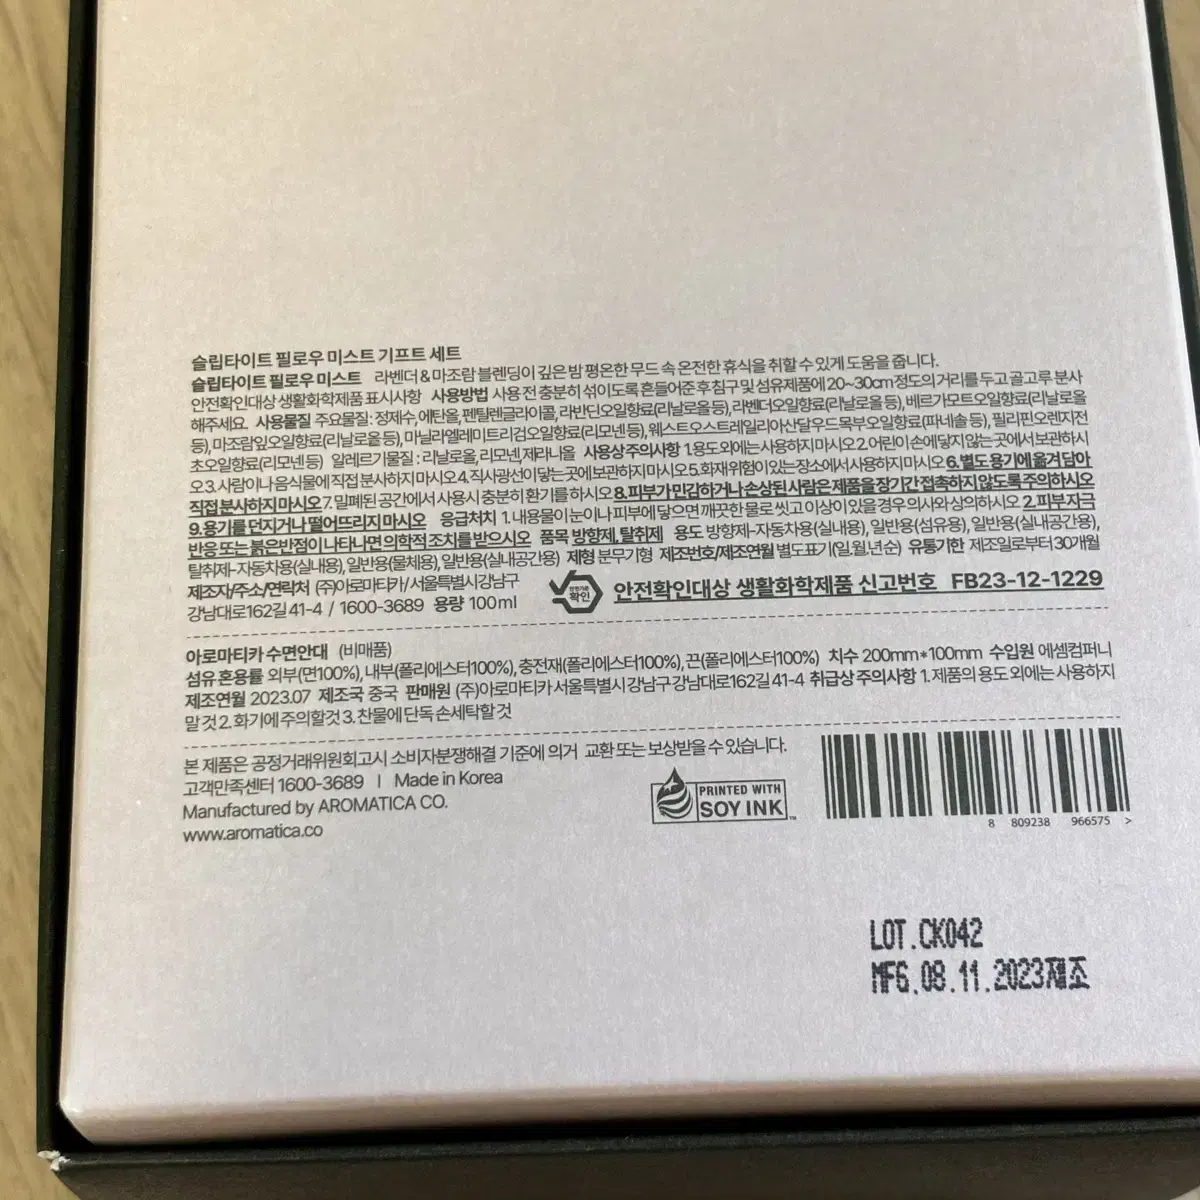 슬립타이트 필로우 미스트 기프트 세트
슬립타이트 필로우 미스트 라벤더 & 마조람 블렌딩이 깊은 밤 평온한 무드 속 온전한 휴식을 취할 수 있게 도움을 줍니다.
안전확인대상 생활화학제품 표시사항 사용방법 사용 전 충분히 섞이도록 흔들어준 후 침구 및 섬유제품에 20~30cm 정도의 거리를 두고 골고루 분사
해주세요. 사용물질 주요물질 : 정제수, 에탄올, 펜틸렌글라이콜, 라반딘오일향료(리날로올 등), 라벤더오일향료(리날로올 등), 베르가모트오일향료(리날로올
등), 마조람잎오일향료(리날로올 등), 마닐라엘레미트리검오일향료(리모넨 등), 웨스트오스트레일리아산달우드목부오일향료(파네솔 등), 필리핀오렌지전
초오일향료(리모넨 등) 알레르기물질 : 리날로올, 리모넨, 제라니올 사용상 주의사항 1.용도 외에는 사용하지 마시오 2. 어린이 손에 닿지 않는 곳에서 보관하시
오 3. 사람이나 음식물에 직접 분사하지 마시오 4. 직사광선이 닿는 곳에 보관하지 마시오 5. 화재 위험이 있는 장소에서 사용하지 마시오 6. 별도 용기에 옮겨 담아
직접 분사하지 마시오 7. 밀폐된 공간에서 사용 시 충분히 환기를 하시오 8. 피부가 민감하거나 손상된 사람은 제품을 장기간 접촉하지 않도록 주의하시오
9. 용기를 던지거나 떨어뜨리지 마시오 응급처치 1. 내용물이 눈이나 피부에 닿으면 깨끗한 물로 씻고 이상이 있을 경우 의사와 상의하시오 2. 피부 자극
반응 또는 붉은 반점이 나타나면 의학적 조치를 받으시오 품목 방향제, 탈취제 용도 방향제-자동차용(실내용), 일반용(섬유용), 일반용(실내공간용),
탈취제-자동차용(실내용), 일반용(물체용), 일반용(실내공간용) 제형 분무기형 제조번호/제조연월 별도표기(일.월.년 순) 유통기한 제조일로부터 30개월
제조자/주소/연락처 (주)아로마티카 / 서울특별시 강남구
강남대로162길 41-4 / 1600-3689 용량 100ml
확인
안전확인대상 생활화학제품 신고번호 FB23-12-1229
아로마티카 수면안대 (비매품)
섬유 혼용률 외부(면100%), 내부(폴리에스터100%), 충전재(폴리에스터100%), 끈(폴리에스터100%) 치수 200mm*100mm 수입원 에셈컴퍼니
제조연월 2023.07 제조국 중국 판매원 (주)아로마티카 서울특별시 강남구 강남대로162길 41-4 취급상 주의사항 1. 제품의 용도 외에는 사용하지
말 것 2. 화기에 주의할것 3. 찬물에 단독 손세탁할 것
본 제품은 공정거래위원회고시 소비자분쟁해결 기준에 의거 교환 또는 보상받을 수 있습니다.
고객만족센터 1600-3689 | Made in Korea
Manufactured by AROMATICA CO.
www.aromatica.co
PRINTED WITH
SOY INK™
8 809238 966575 >
LOT.CK042
MFG.08.11.2023제조